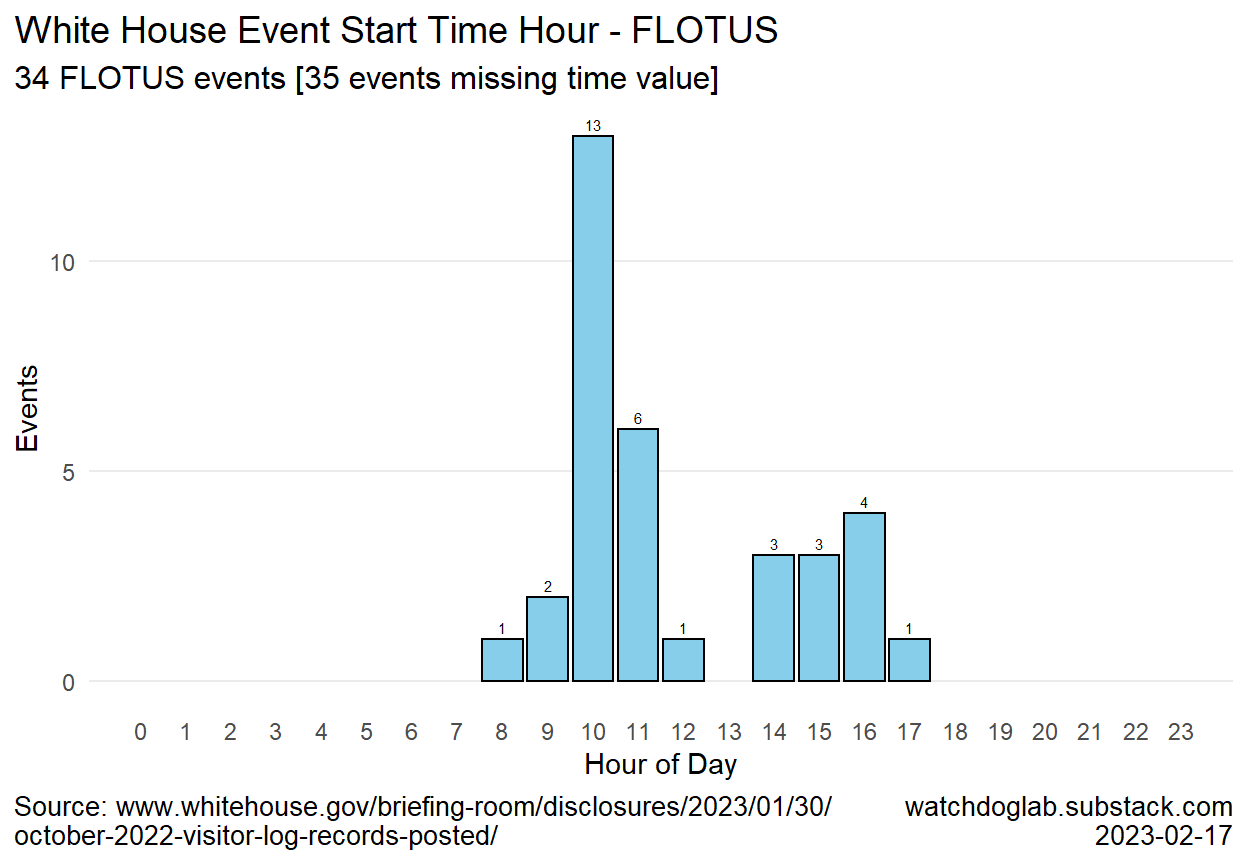 White House Event Start Time Hour - FLOTUS
34 FLOTUS events [35 events missing time value]
13
10
6
Events
5
4
3 3
2
1 1 1
0
0 1 2 3 4 5 6 7 8 9 10 11 12 13 14 15 16 17 18 19 20 21 22 23
Hour of Day
Source: www.whitehouse.gov/briefing-room/disclosures/2023/01/30/
october-2022-visitor-log-records-posted/
watchdoglab.substack.com
2023-02-17